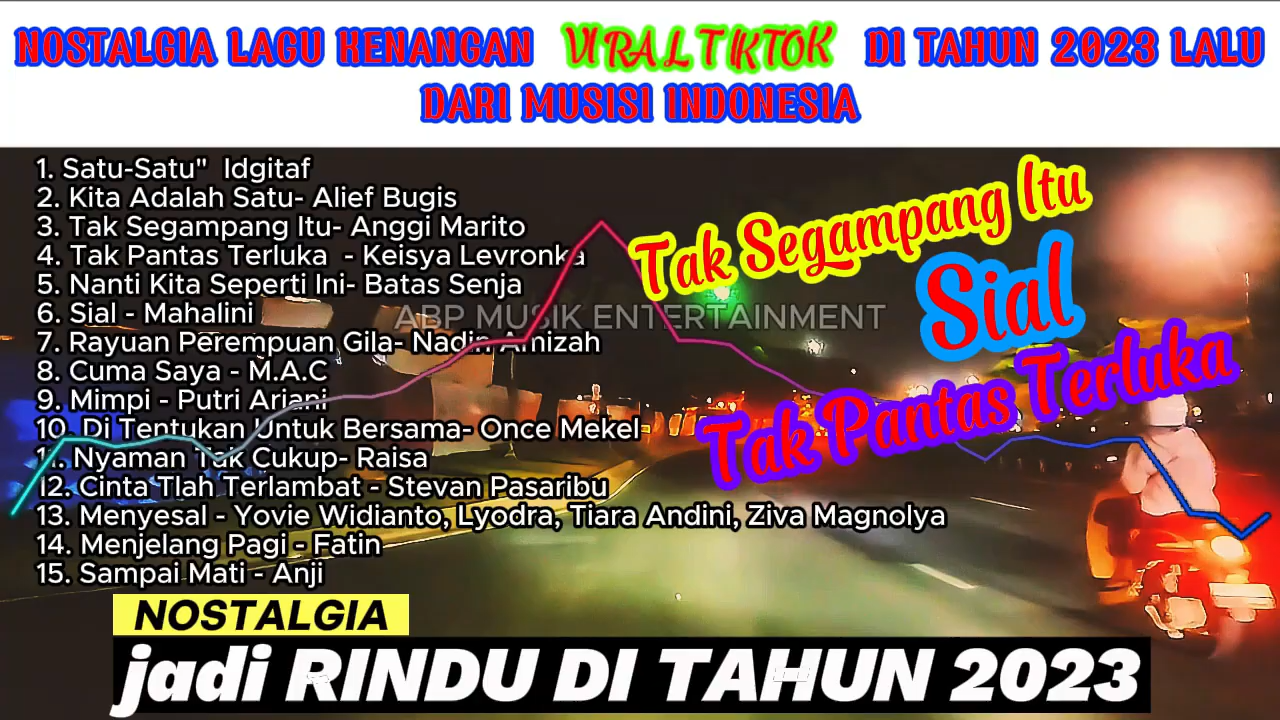 NOSTALGIA LAGU KENANGAN VIRAL TIKTOK DI TAHUN 2023 LALU
DARI MUSISI INDONESIA
1. Satu-Satu" Idgitaf
2. Kita Adalah Satu- Alief Bugis
3. Tak Segampang Itu- Anggi Marito
4. Tak Pantas Terluka - Keisya Levronka
5. Nanti Kita Seperti Ini- Batas Senja
6. Sial - Mahalini
7. Rayuan Perempuan Gila- Nadin Amizah
8. Cuma Saya - M.A.C
9. Mimpi - Putri Ariani
10. Di Tentukan Untuk Bersama- Once Mekel
11. Nyaman Tak Cukup- Raisa
12. Cinta Tlah Terlambat - Stevan Pasaribu
13. Menyesal - Yovie Widianto, Lyodra, Tiara Andini, Ziva Magnolya
14. Menjelang Pagi - Fatin
15. Sampai Mati - Anji
Tak Segampang Itu
Sial
Tak Pantas Terluka
ABP MUSIK ENTERTAINMENT
NOSTALGIA
jadi RINDU DI TAHUN 2023